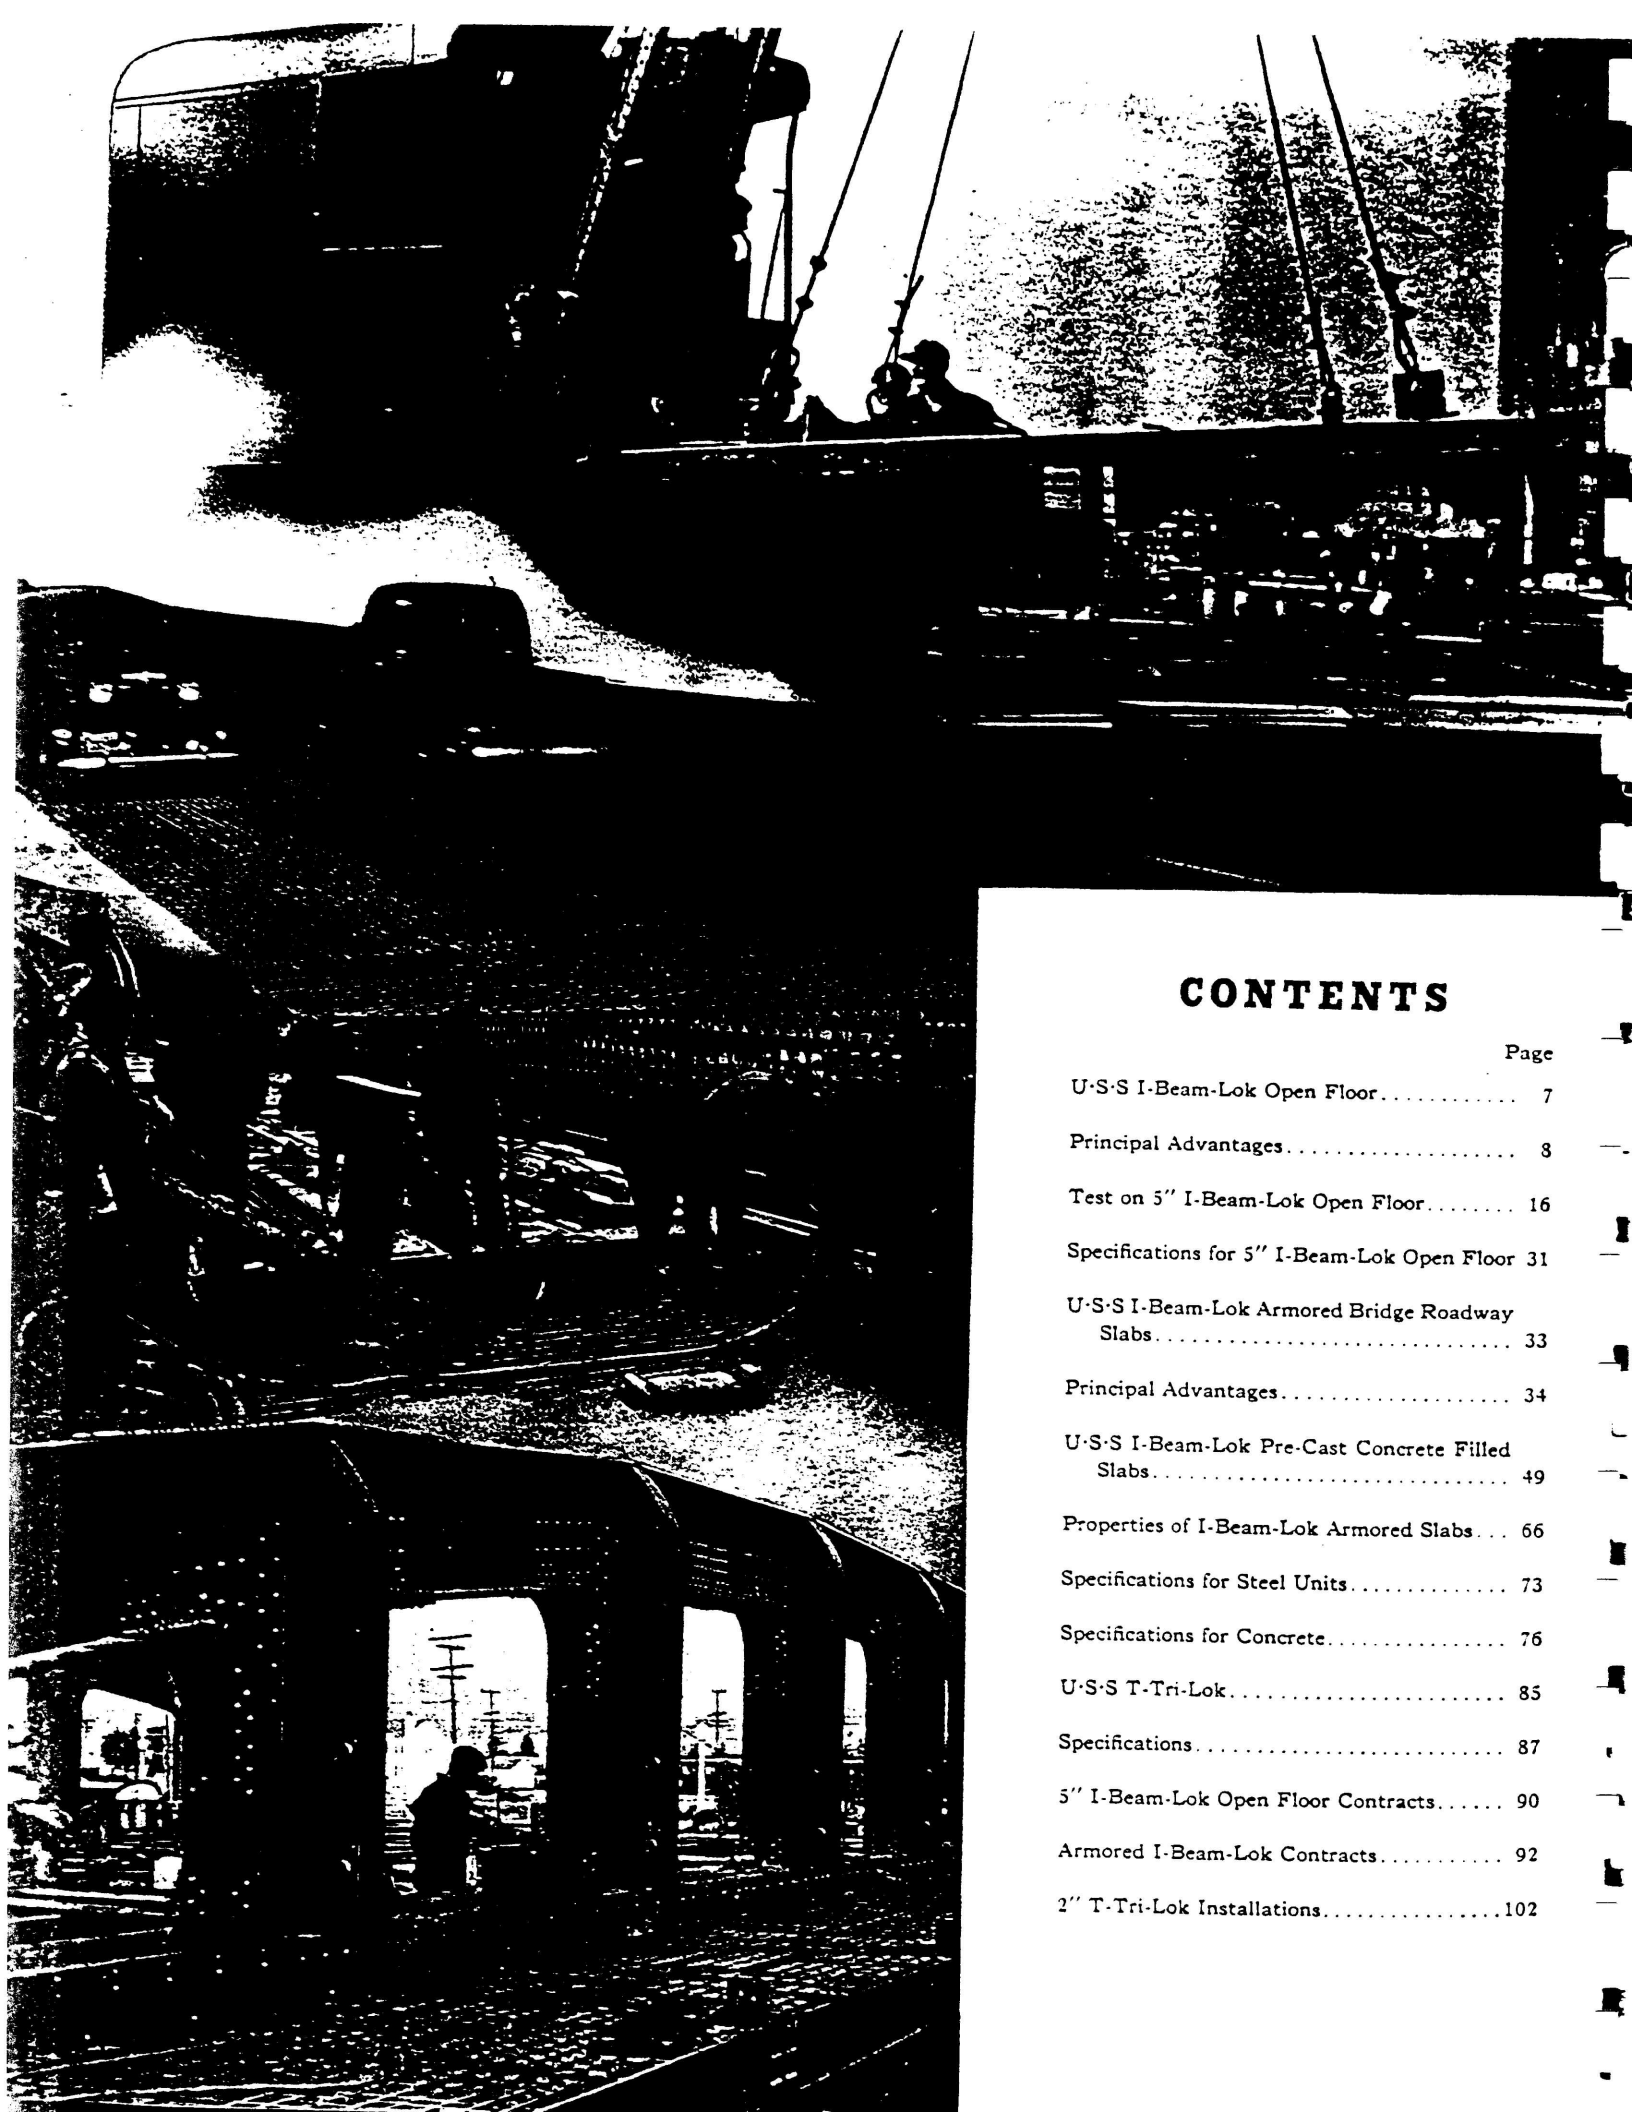 CONTENTS
Page
U·S·S I-Beam-Lok Open Floor............ 7
Principal Advantages................... 8
Test on 5″ I-Beam-Lok Open Floor........ 16
Specifications for 5″ I-Beam-Lok Open Floor 31
U·S·S I-Beam-Lok Armored Bridge Roadway
Slabs............................. 33
Principal Advantages................... 34
U·S·S I-Beam-Lok Pre-Cast Concrete Filled
Slabs............................. 49
Properties of I-Beam-Lok Armored Slabs... 66
Specifications for Steel Units............. 73
Specifications for Concrete............... 76
U·S·S T-Tri-Lok....................... 85
Specifications......................... 87
5″ I-Beam-Lok Open Floor Contracts...... 90
Armored I-Beam-Lok Contracts........... 92
2″ T-Tri-Lok Installations................102